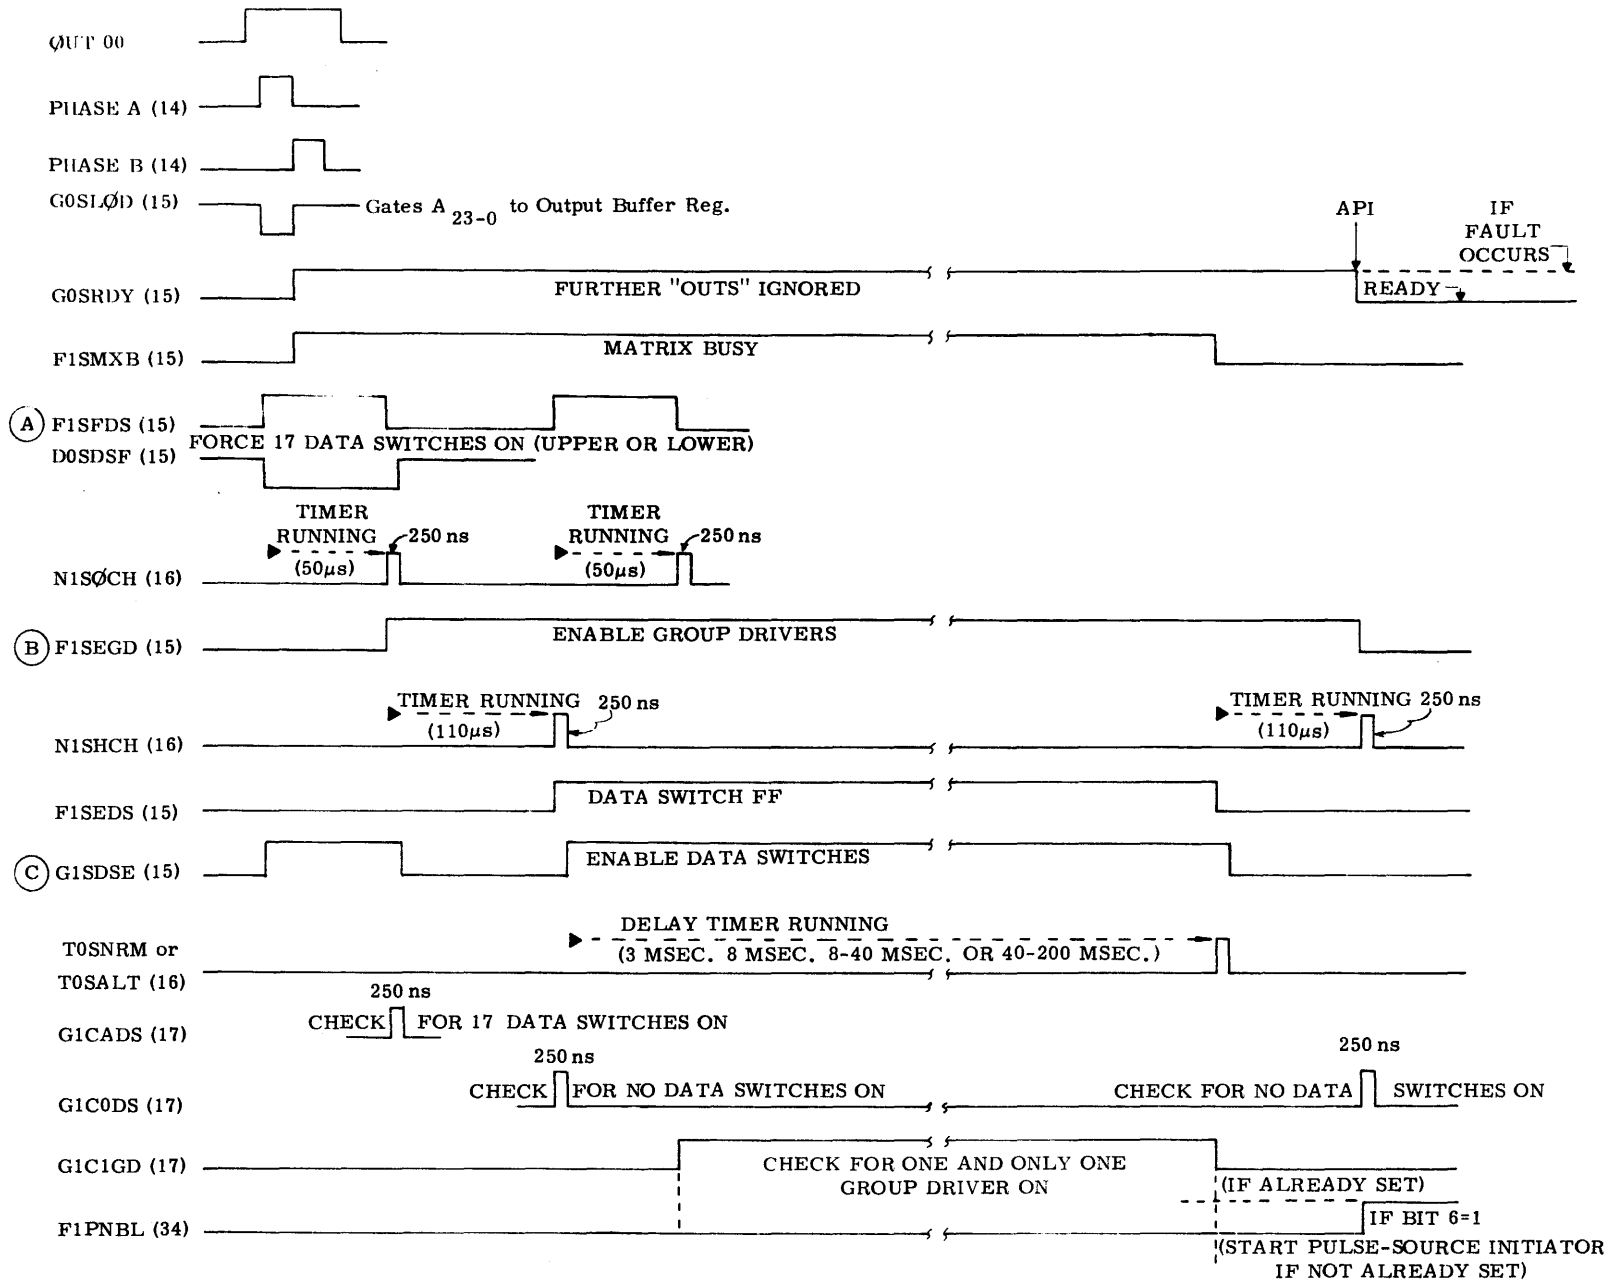 ØUT 00
PHASE A (14)
PHASE B (14)
G0SLØD (15)
Gates A 23-0 to Output Buffer Reg.
API
IF
FAULT
OCCURS
G0SRDY (15)
FURTHER "OUTS" IGNORED
READY
F1SMXB (15)
MATRIX BUSY
A F1SFDS (15)
FORCE 17 DATA SWITCHES ON (UPPER OR LOWER)
D0SDSF (15)
TIMER
RUNNING
(50µs)
250 ns
TIMER
RUNNING
(50µs)
250 ns
N1SØCH (16)
B F1SEGD (15)
ENABLE GROUP DRIVERS
TIMER RUNNING
(110µs)
250 ns
TIMER RUNNING
(110µs)
250 ns
N1SHCH (16)
F1SEDS (15)
DATA SWITCH FF
C G1SDSE (15)
ENABLE DATA SWITCHES
T0SNRM or
T0SALT (16)
DELAY TIMER RUNNING
(3 MSEC. 8 MSEC. 8-40 MSEC. OR 40-200 MSEC.)
250 ns
G1CADS (17)
CHECK FOR 17 DATA SWITCHES ON
250 ns
250 ns
G1C0DS (17)
CHECK FOR NO DATA SWITCHES ON
CHECK FOR NO DATA SWITCHES ON
G1C1GD (17)
CHECK FOR ONE AND ONLY ONE
GROUP DRIVER ON
(IF ALREADY SET)
F1PNBL (34)
IF BIT 6=1
(START PULSE-SOURCE INITIATOR
IF NOT ALREADY SET)